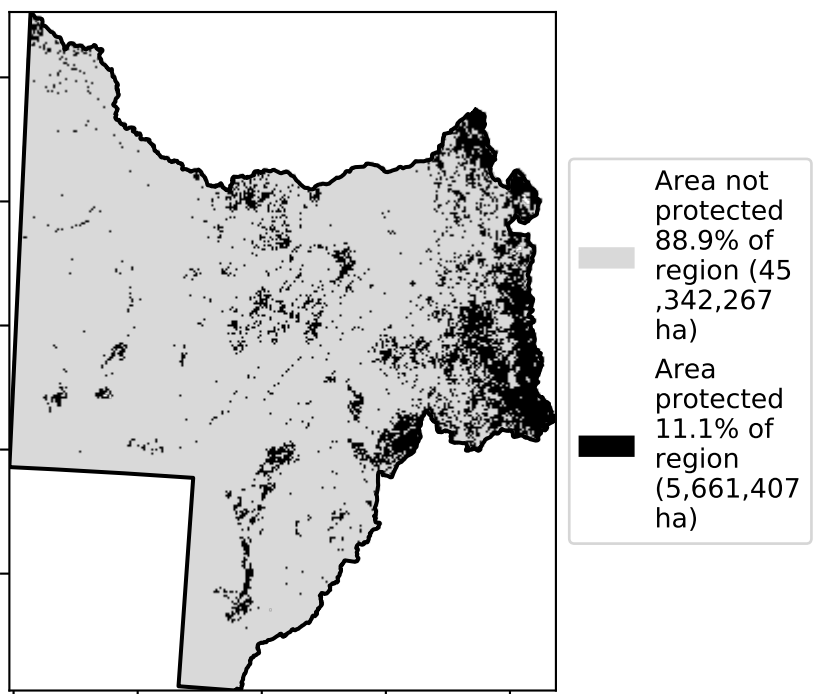 Area not
protected
88.9% of
region (45
,342,267
ha)
Area
protected
11.1% of
region
(5,661,407
ha)